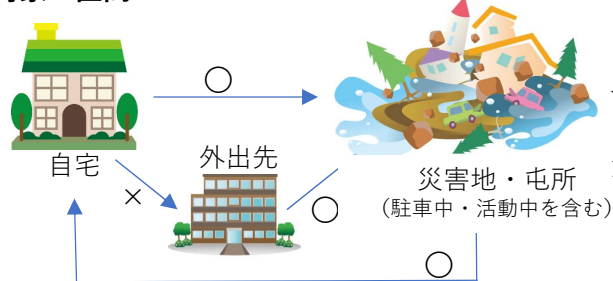 ○
自宅
外出先
×
○
災害地・屯所
(駐車中・活動中を含む)
○